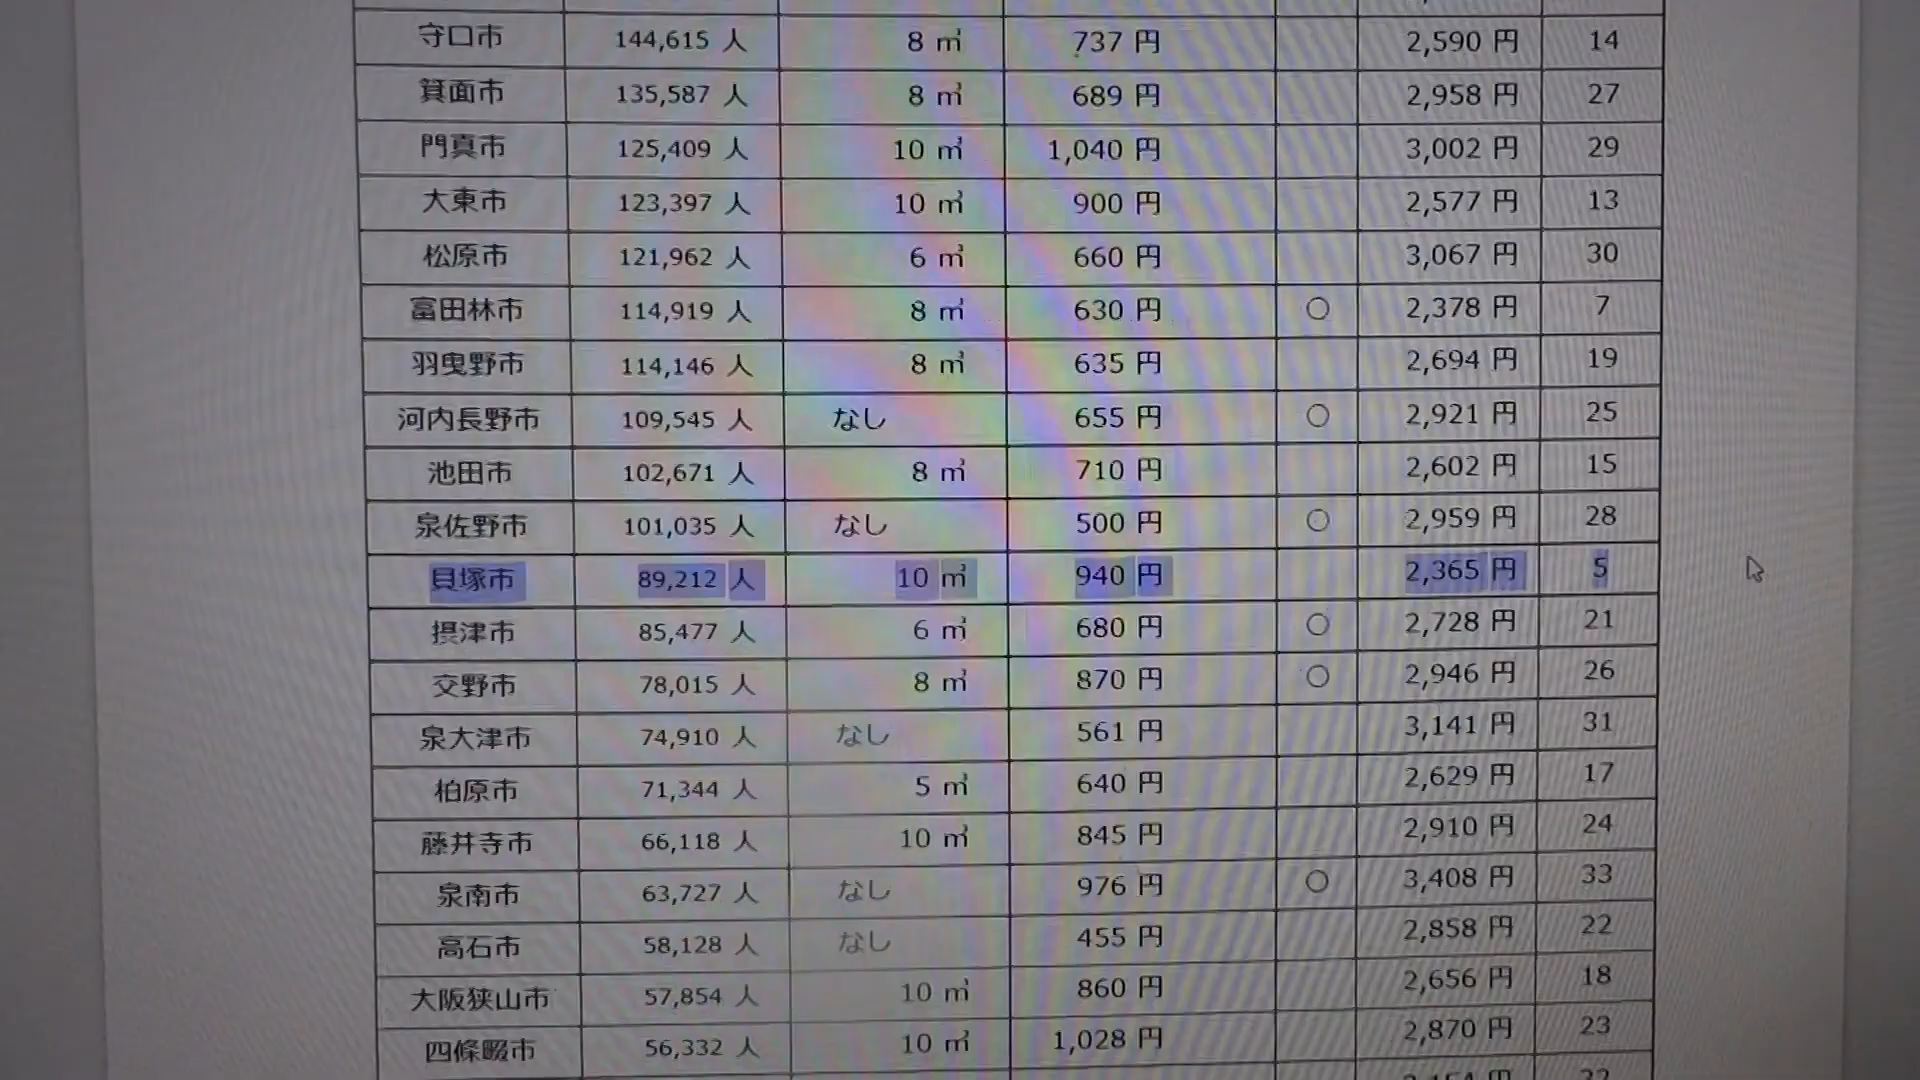 守口市 144,615 人 8 ㎡ 737 円 2,590 円 14
箕面市 135,587 人 8 ㎡ 689 円 2,958 円 27
門真市 125,409 人 10 ㎡ 1,040 円 3,002 円 29
大東市 123,397 人 10 ㎡ 900 円 2,577 円 13
松原市 121,962 人 6 ㎡ 660 円 3,067 円 30
富田林市 114,919 人 8 ㎡ 630 円 ○ 2,378 円 7
羽曳野市 114,146 人 8 ㎡ 635 円 2,694 円 19
河内長野市 109,545 人 なし 655 円 ○ 2,921 円 25
池田市 102,671 人 8 ㎡ 710 円 2,602 円 15
泉佐野市 101,035 人 なし 500 円 ○ 2,959 円 28
貝塚市 89,212 人 10 ㎡ 940 円 2,365 円 5
摂津市 85,477 人 6 ㎡ 680 円 ○ 2,728 円 21
交野市 78,015 人 8 ㎡ 870 円 ○ 2,946 円 26
泉大津市 74,910 人 なし 561 円 3,141 円 31
柏原市 71,344 人 5 ㎡ 640 円 2,629 円 17
藤井寺市 66,118 人 10 ㎡ 845 円 2,910 円 24
泉南市 63,727 人 なし 976 円 ○ 3,408 円 33
高石市 58,128 人 なし 455 円 2,858 円 22
大阪狭山市 57,854 人 10 ㎡ 860 円 2,656 円 18
四條畷市 56,332 人 10 ㎡ 1,028 円 2,870 円 23